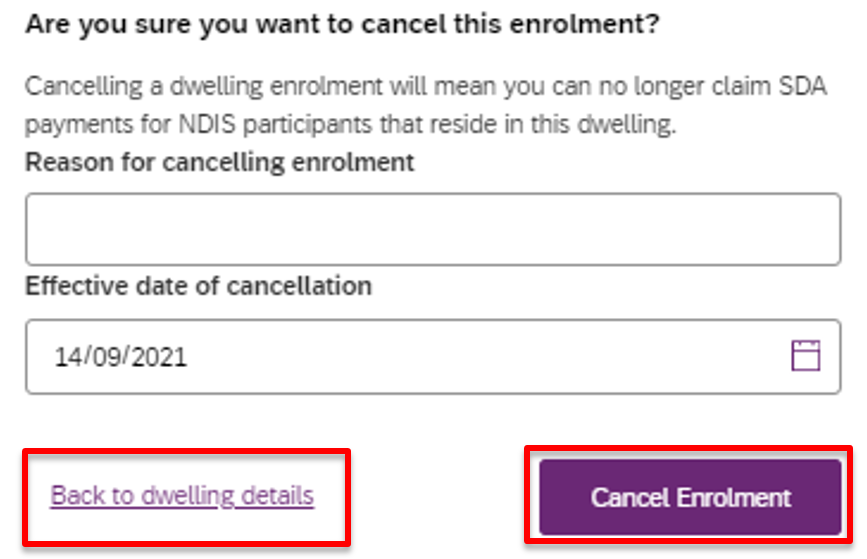 Are you sure you want to cancel this enrolment?
Cancelling a dwelling enrolment will mean you can no longer claim SDA
payments for NDIS participants that reside in this dwelling.
Reason for cancelling enrolment
Effective date of cancellation
14/09/2021
Back to dwelling details
Cancel Enrolment